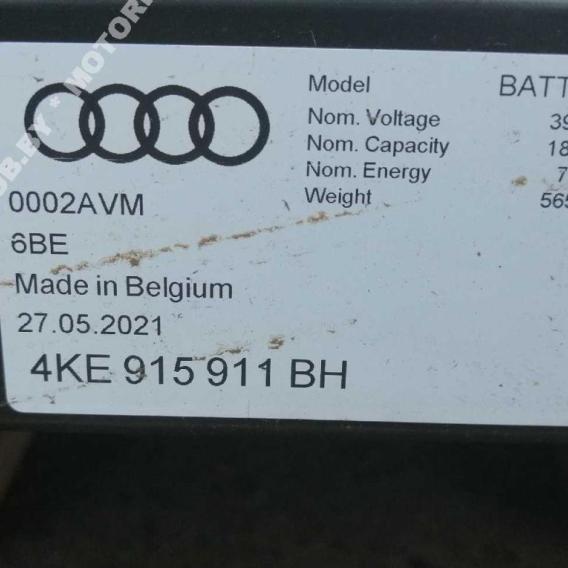 Model BATT
Nom. Voltage 39
Nom. Capacity 18
Nom. Energy 7
Weight 565
0002AVM
6BE
Made in Belgium
27.05.2021
4KE 915 911 BH